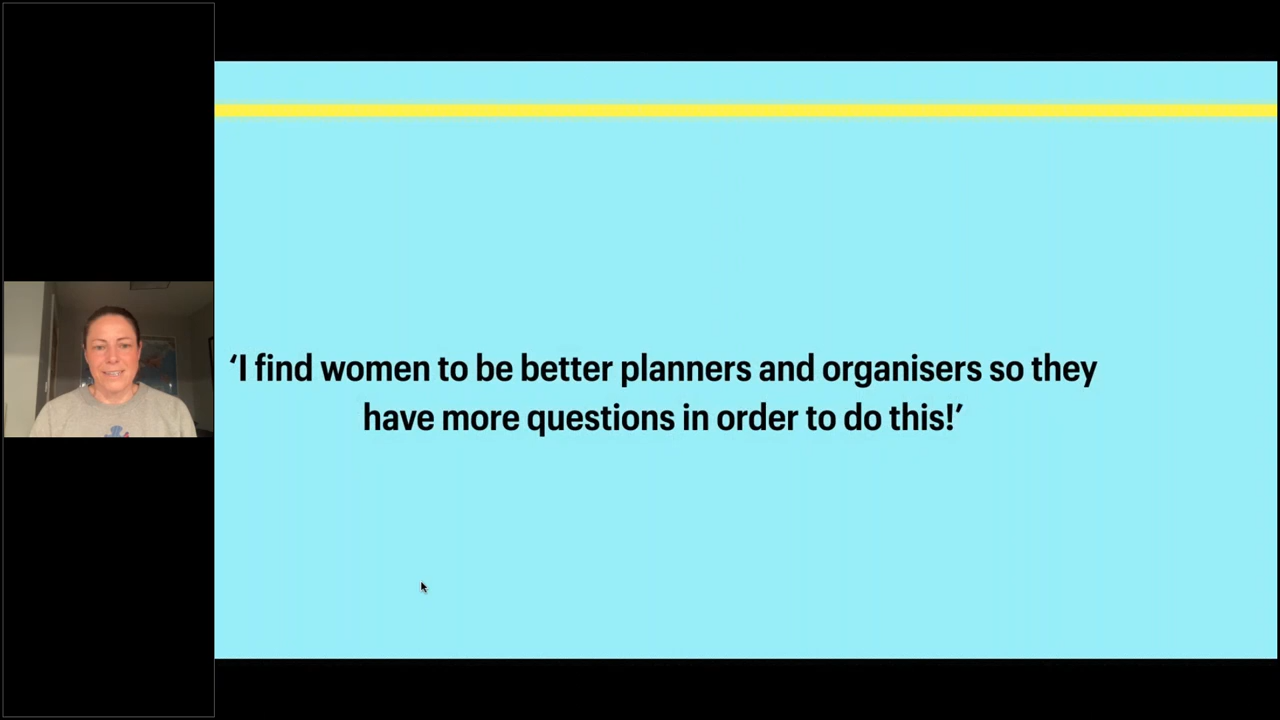 ‘I find women to be better planners and organisers so they
have more questions in order to do this!’